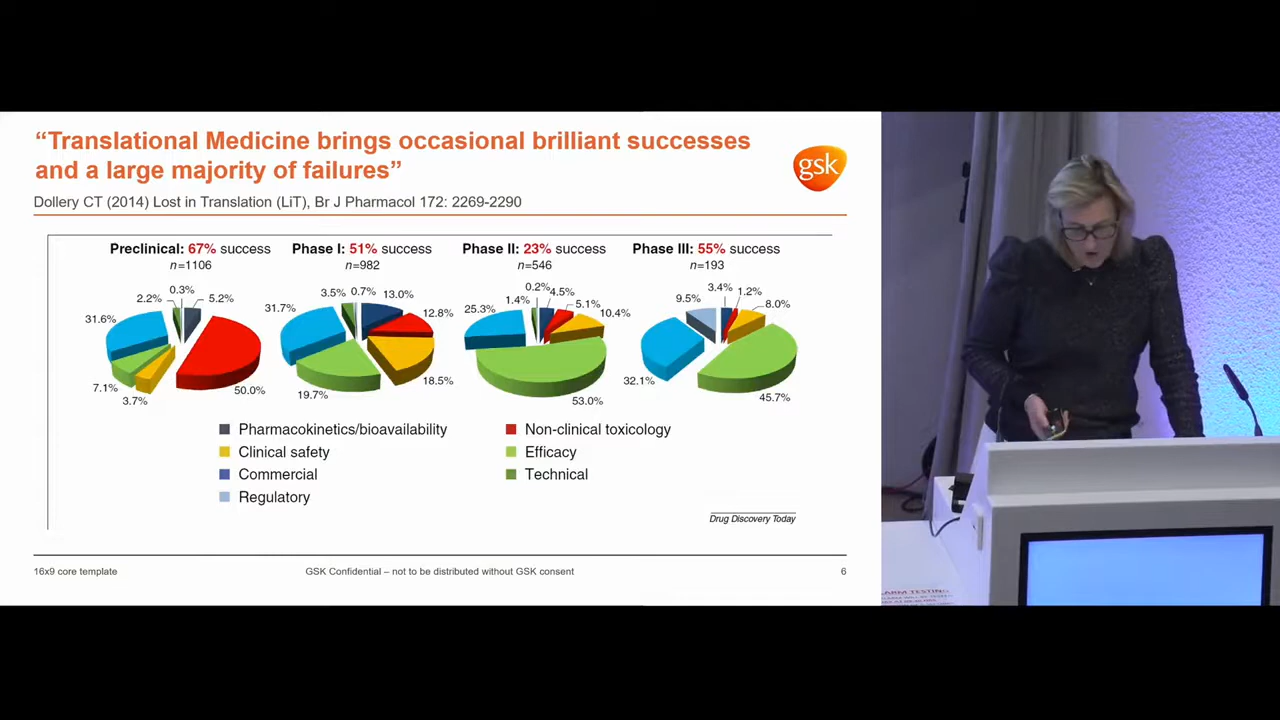 “Translational Medicine brings occasional brilliant successes
and a large majority of failures”
gsk
Dollery CT (2014) Lost in Translation (LiT), Br J Pharmacol 172: 2269-2290
Preclinical: 67% success
n=1106
0.3%
2.2%
5.2%
31.6%
7.1%
3.7%
50.0%
Phase I: 51% success
n=982
3.5%
0.7%
13.0%
31.7%
12.8%
18.5%
19.7%
Phase II: 23% success
n=546
0.2%
4.5%
1.4%
5.1%
25.3%
10.4%
53.0%
Phase III: 55% success
n=193
3.4%
1.2%
9.5%
8.0%
32.1%
45.7%
Pharmacokinetics/bioavailability
Non-clinical toxicology
Clinical safety
Efficacy
Commercial
Technical
Regulatory
Drug Discovery Today
16x9 core template
GSK Confidential – not to be distributed without GSK consent
6
TESTING